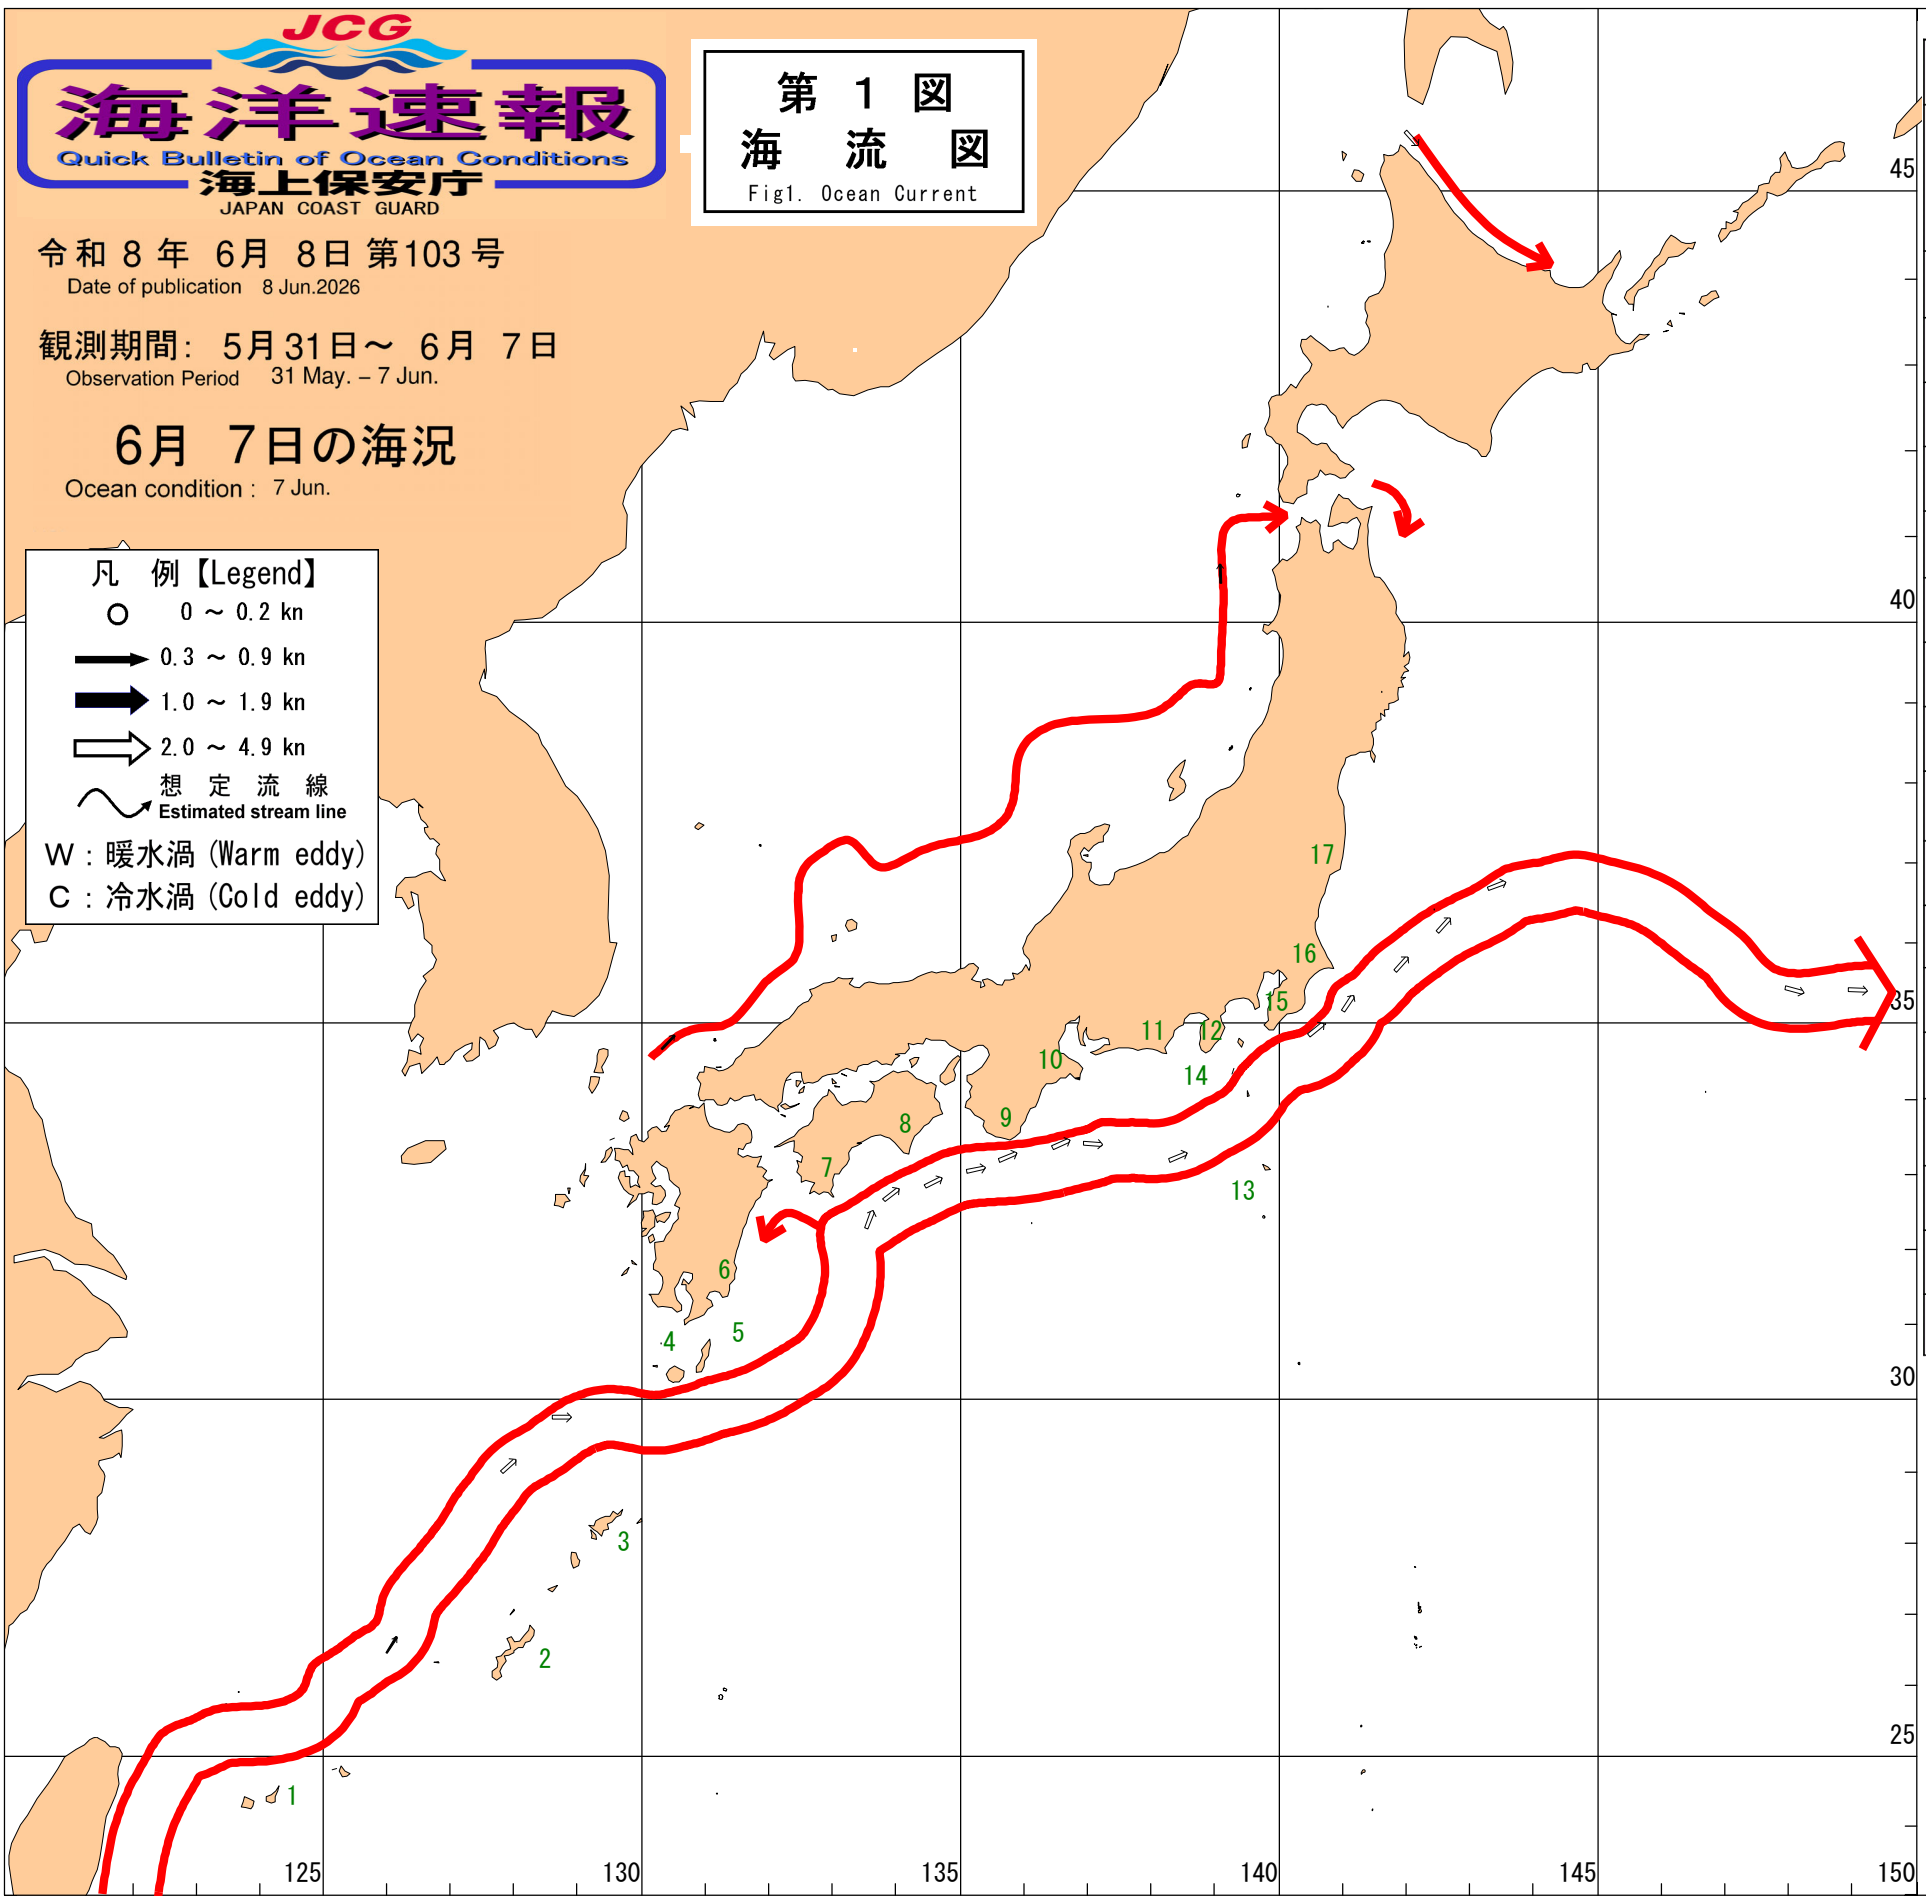 JCG
海洋速報
Quick Bulletin of Ocean Conditions
海上保安庁
JAPAN COAST GUARD
令和 8 年 6月 8日 第103号
Date of publication 8 Jun.2026
観測期間: 5月31日～ 6月 7日
Observation Period 31 May. – 7 Jun.
6月 7日の海況
Ocean condition : 7 Jun.
第 1 図
海 流 図
Fig1. Ocean Current
凡 例【Legend】
0 ～ 0.2 kn
0.3 ～ 0.9 kn
1.0 ～ 1.9 kn
2.0 ～ 4.9 kn
想 定 流 線
Estimated stream line
W : 暖水渦 (Warm eddy)
C : 冷水渦 (Cold eddy)
45
40
35
30
25
17
16
15
11
12
10
14
9
8
7
13
6
5
4
3
2
1
125
130
135
140
145
150